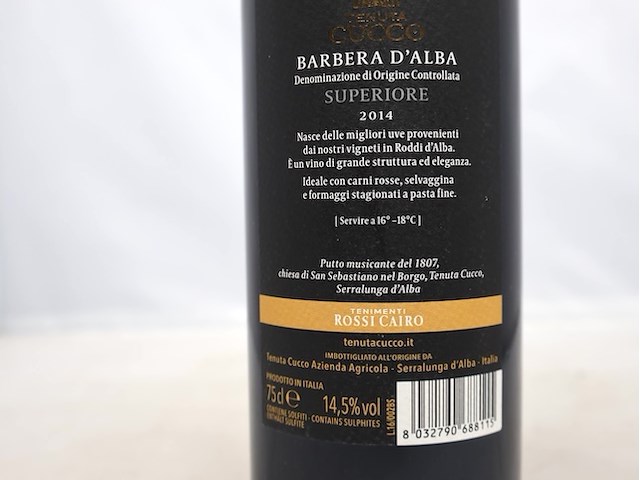 TENUTA
CUCCO
BARBERA D'ALBA
Denominazione di Origine Controllata
SUPERIORE
2014
Nasce delle migliori uve provenienti
dai nostri vigneti in Roddi d'Alba.
È un vino di grande struttura ed eleganza.
Ideale con carni rosse, selvaggina
e formaggi stagionati a pasta fine.
[ Servire a 16° -18°C ]
Putto musicante del 1807,
chiesa di San Sebastiano nel Borgo, Tenuta Cucco,
Serralunga d'Alba
TENIMENTI
ROSSI CAIRO
tenutacucco.it
IMBOTTIGLIATO ALL'ORIGINE DA
Tenuta Cucco Azienda Agricola - Serralunga d'Alba - Italia
PRODOTTO IN ITALIA
75cl e 14,5% vol
CONTIENE SOLFITI - CONTAINS SULPHITES
ENTHALT SULFITE
L.16/002BS
8 032790 688115